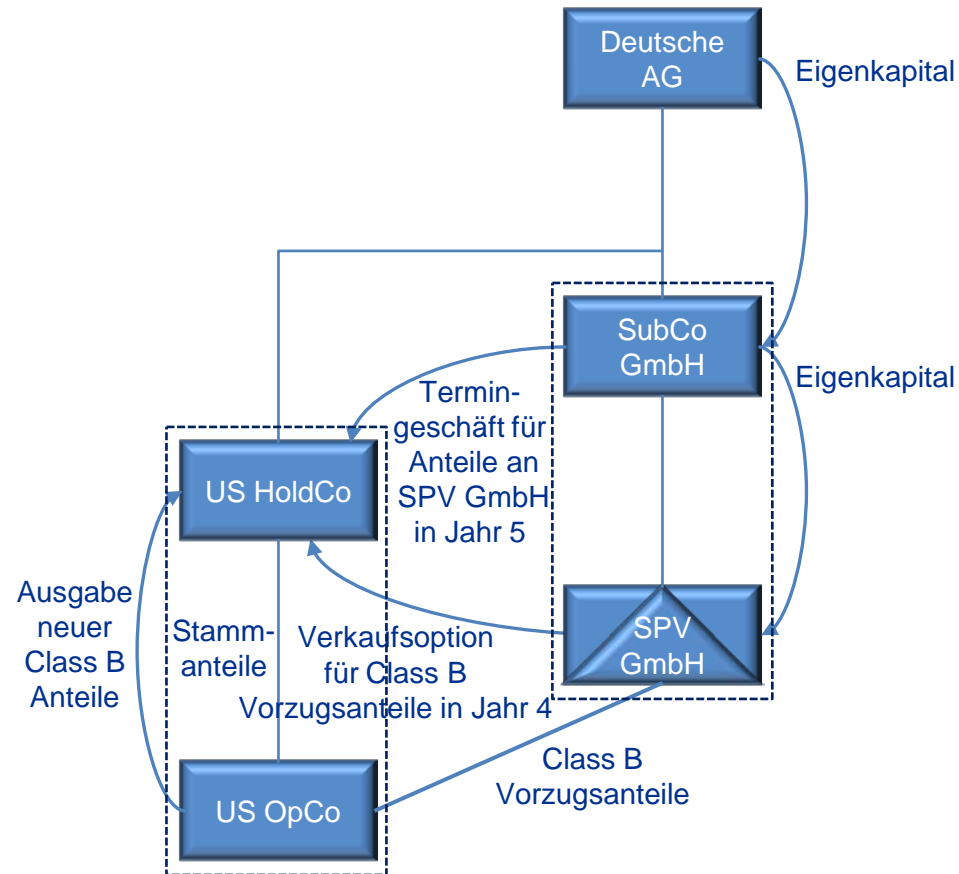 Deutsche
AG
Eigenkapital
SubCo
GmbH
Eigenkapital
Termin-
geschäft für
Anteile an
SPV GmbH
in Jahr 5
US HoldCo
Ausgabe
neuer
Class B
Anteile
Stamm-
anteile
Verkaufsoption
für Class B
Vorzugsanteile in Jahr 4
SPV
GmbH
Class B
Vorzugsanteile
US OpCo